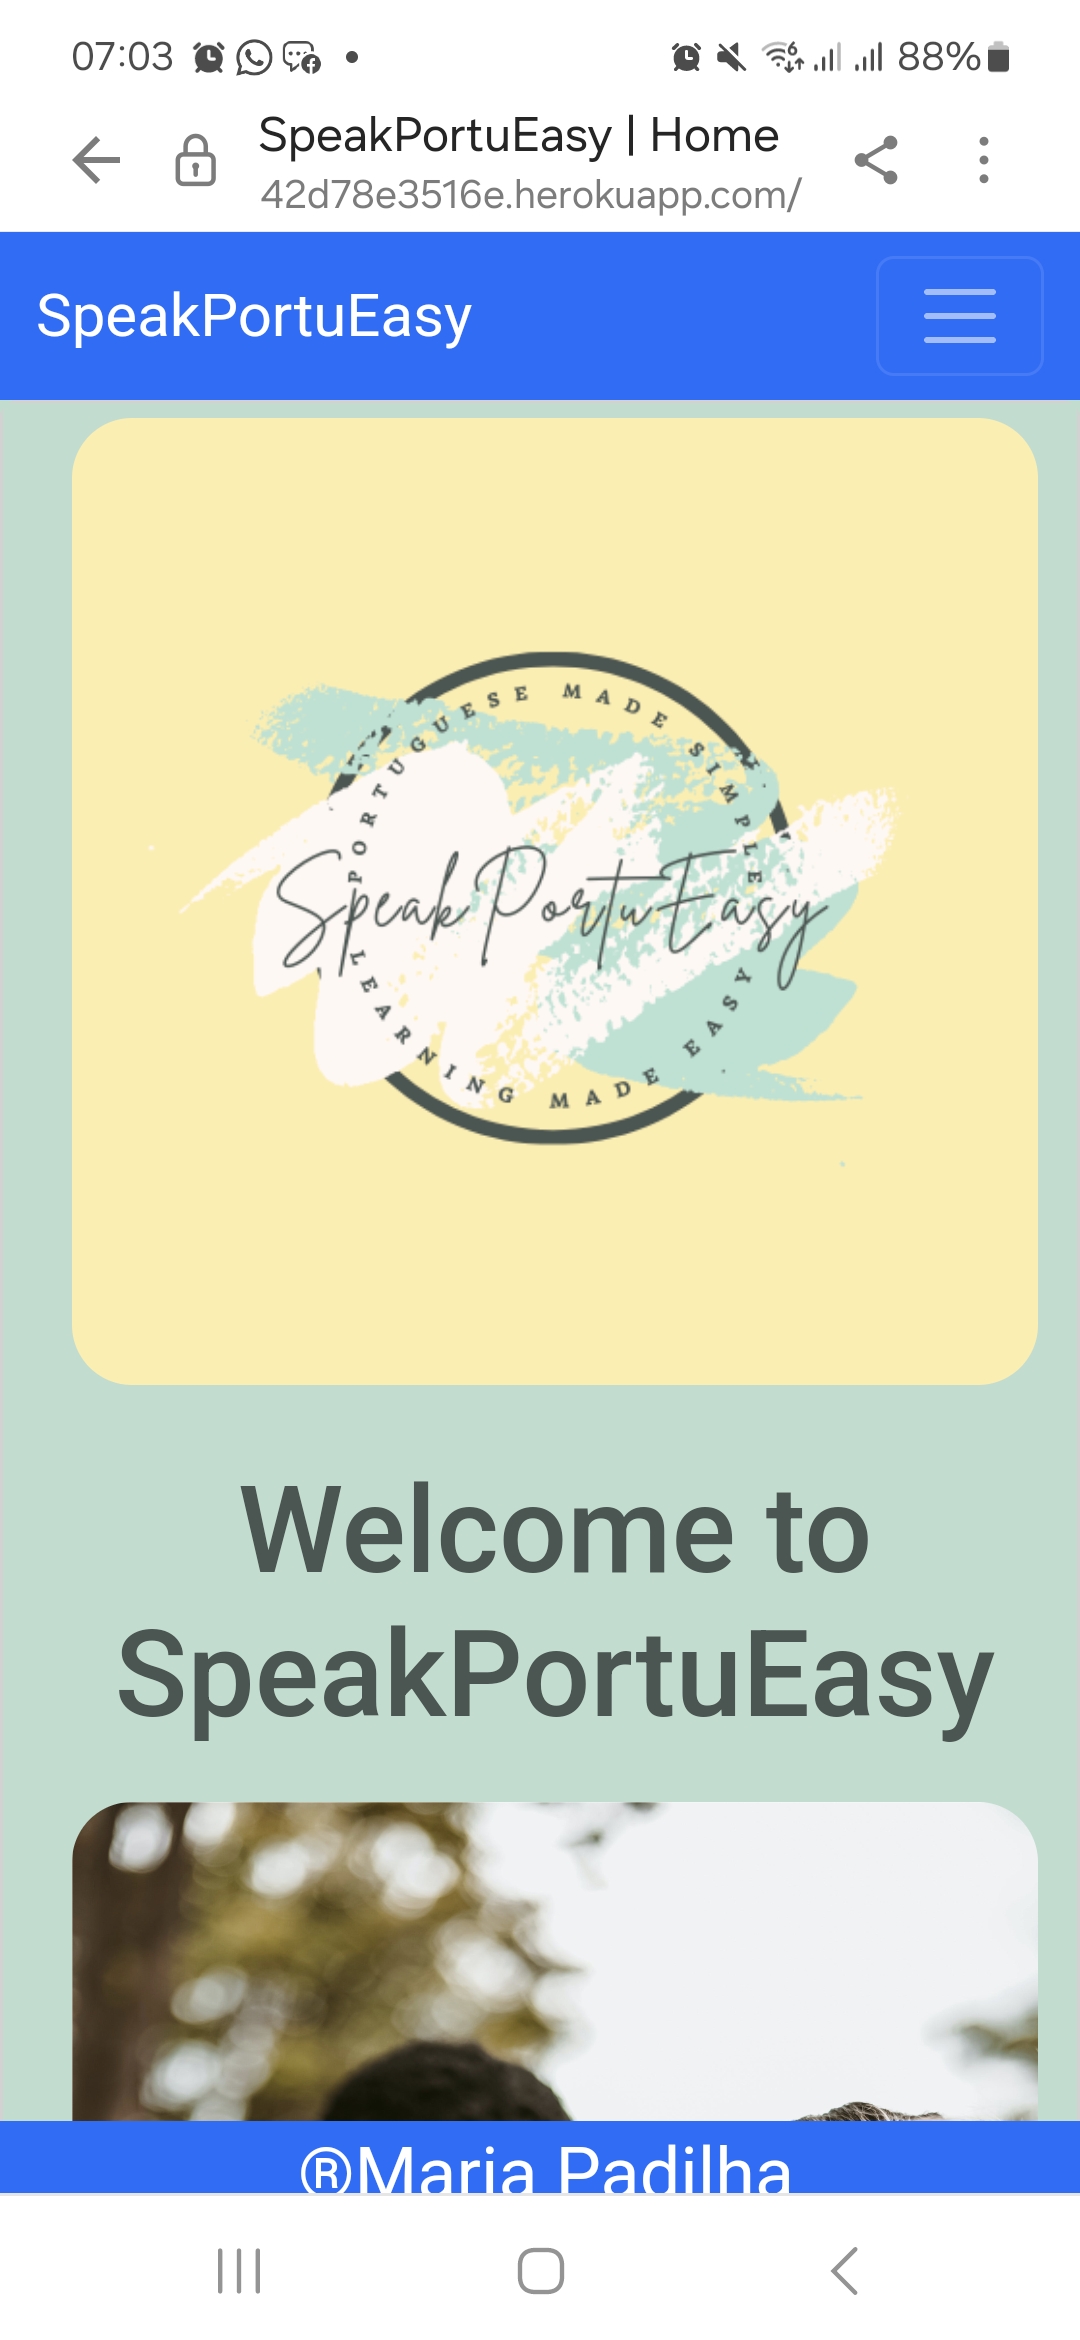 07:03
88%
SpeakPortuEasy | Home
42d78e3516e.herokuapp.com/
SpeakPortuEasy
PORTUGUESE MADE SIMPLE
SpeakPortuEasy
LEARNING MADE EASY
Welcome to
SpeakPortuEasy
®Maria Padilha